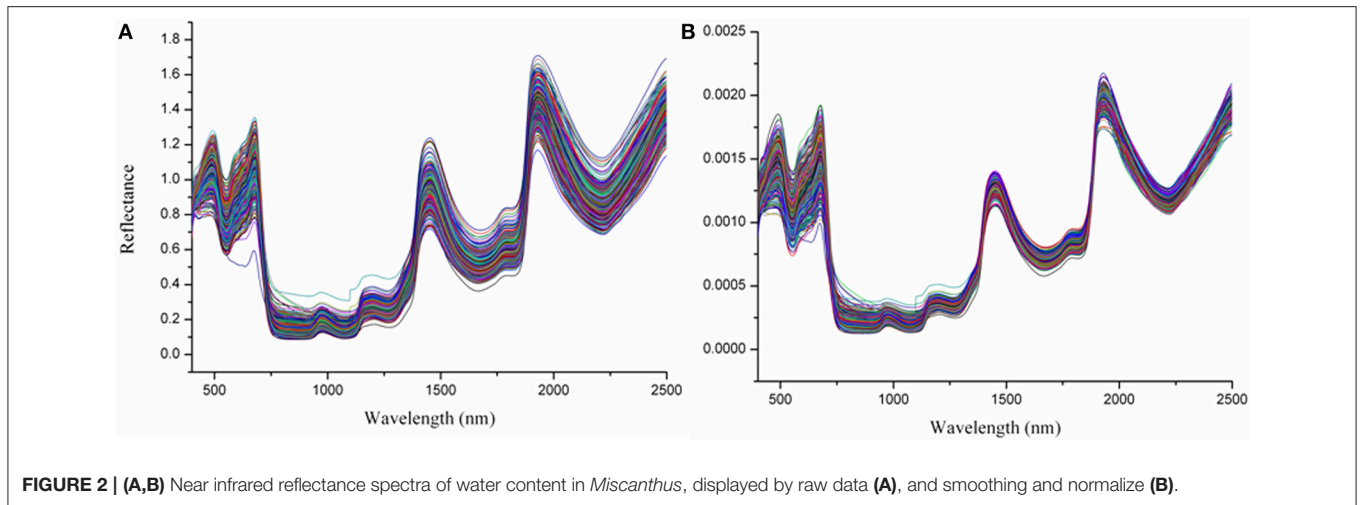 A
1.8
1.6
1.4
1.2
1.0
0.8
0.6
0.4
0.2
0.0
Reflectance
500 1000 1500 2000 2500
Wavelength (nm)
B
0.0025
0.0020
0.0015
0.0010
0.0005
0.0000
500 1000 1500 2000 2500
Wavelength (nm)
FIGURE 2 | (A,B) Near infrared reflectance spectra of water content in Miscanthus, displayed by raw data (A), and smoothing and normalize (B).